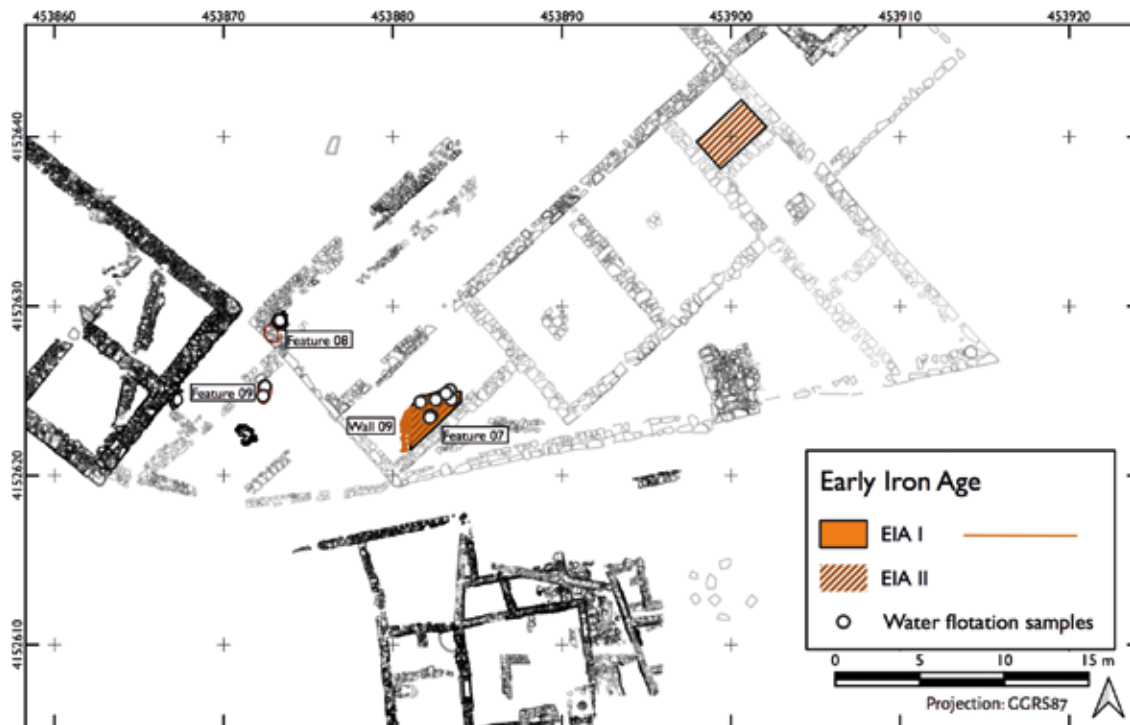 453860 453870 453880 453890 453900 453910 453920
4152640
4152630
4152620
4152610
Feature 08
Feature 09
Wall 09
Feature 07
Early Iron Age
EIA I
EIA II
Water flotation samples
0 5 10 15 m
Projection: GGRS87